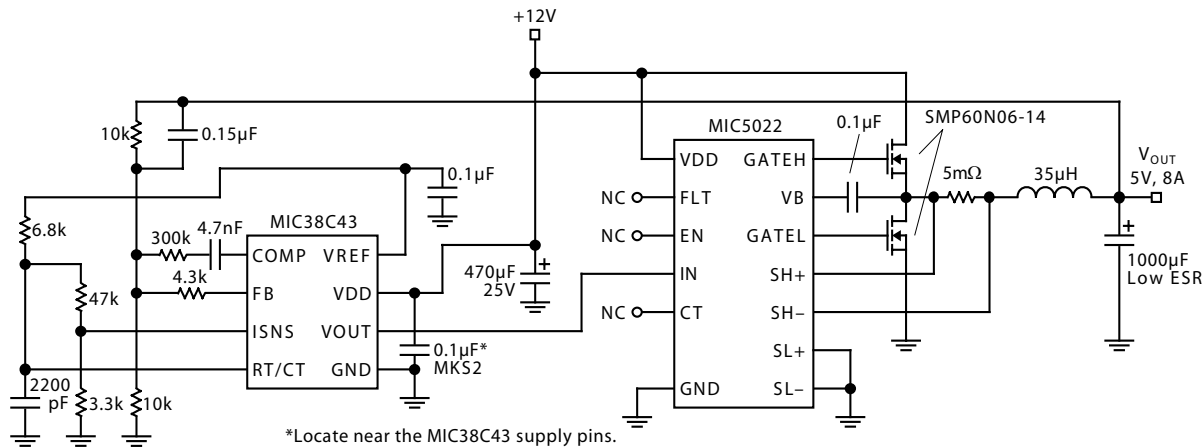 +12V
10k
0.15µF
MIC5022
0.1µF
SMP60N06-14
VDD
GATEH
5mΩ
35µH
VOUT
5V, 8A
0.1µF
NC
FLT
VB
6.8k
MIC38C43
300k
4.7nF
COMP
VREF
NC
EN
GATEL
1000µF
Low ESR
4.3k
470µF
25V
IN
SH+
47k
FB
VDD
NC
CT
SH–
ISNS
VOUT
0.1µF*
MKS2
SL+
RT/CT
GND
GND
SL–
2200
pF
3.3k
10k
*Locate near the MIC38C43 supply pins.